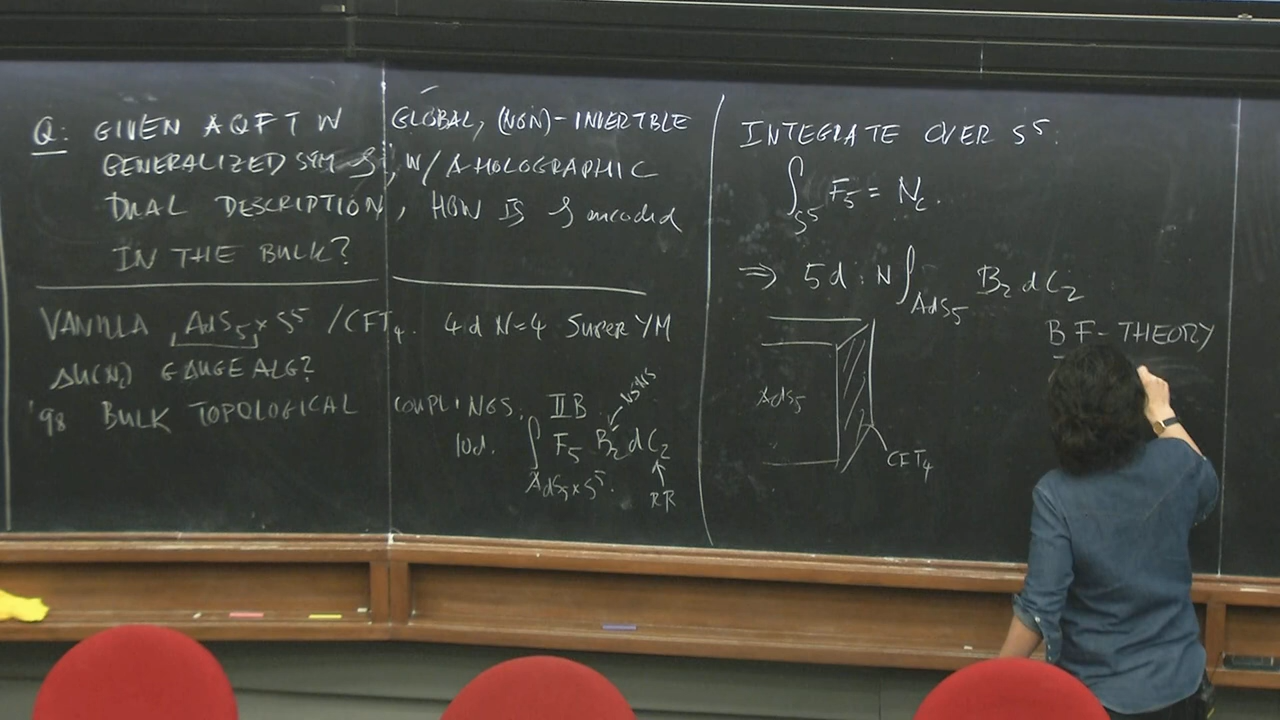 Q: GIVEN A QFT W GLOBAL, (NON)-INVERTBLE
GENERALIZED SYM S, W/ A HOLOGRAPHIC
DUAL DESCRIPTION, HOW IS S encoded
IN THE BULK?
VANILLA AdS5 × S5 / CFT4. 4d N=4 SUPER YM
su(Nc) GAUGE ALG?
'98 BULK TOPOLOGICAL COUPLINGS. IIB
NSNS
10d. ∫ F5 B2 dC2
AdS5×S5.
RR
INTEGRATE OVER S5:
∫S5 F5 = Nc.
⇒ 5d: N ∫AdS5 B2 dC2
BF-THEORY
AdS5
CFT4